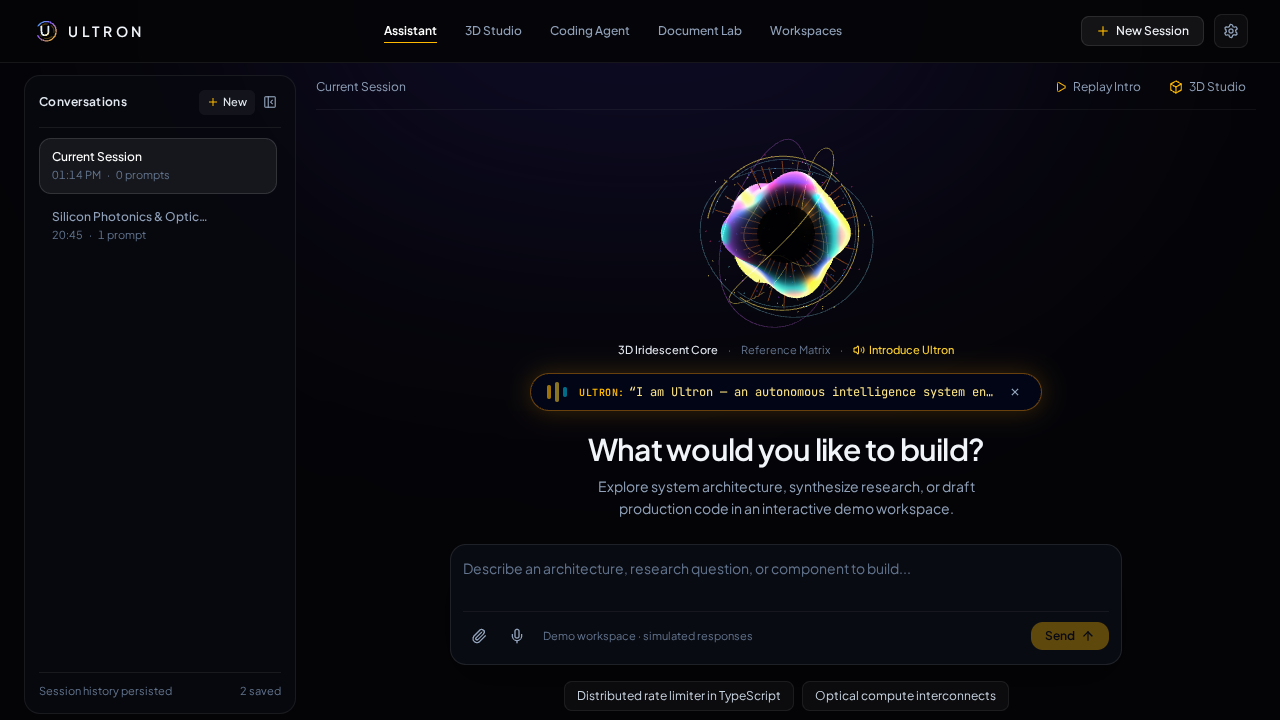 U ULTRON
Assistant
3D Studio
Coding Agent
Document Lab
Workspaces
New Session
Conversations
New
Current Session
01:14 PM · 0 prompts
Silicon Photonics & Optic…
20:45 · 1 prompt
Session history persisted
2 saved
Current Session
Replay Intro
3D Studio
3D Iridescent Core · Reference Matrix · Introduce Ultron
ULTRON: “I am Ultron — an autonomous intelligence system en…
What would you like to build?
Explore system architecture, synthesize research, or draft
production code in an interactive demo workspace.
Describe an architecture, research question, or component to build...
Demo workspace · simulated responses
Send
Distributed rate limiter in TypeScript
Optical compute interconnects